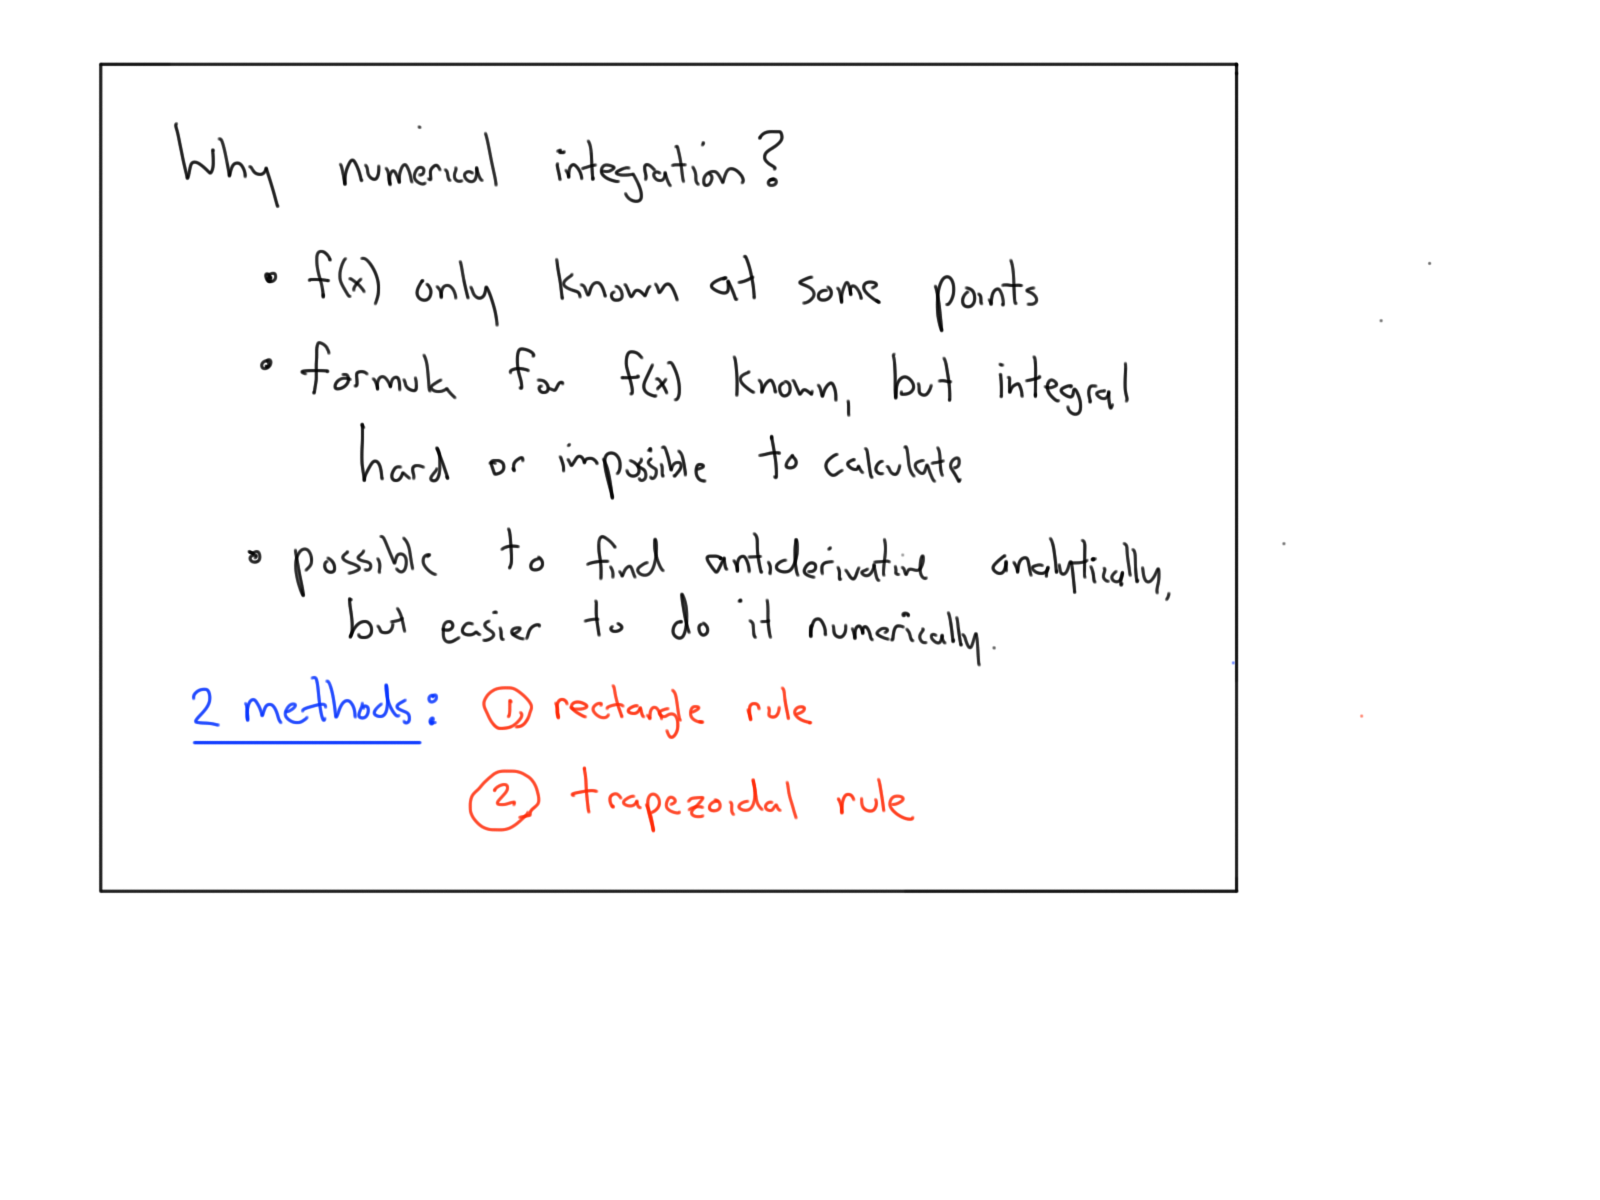 Why numerical integration?
• f(x) only known at some points
• formula for f(x) known, but integral
hard or impossible to calculate
• possible to find antiderivative analytically,
but easier to do it numerically.
2 methods: ① rectangle rule
② trapezoidal rule